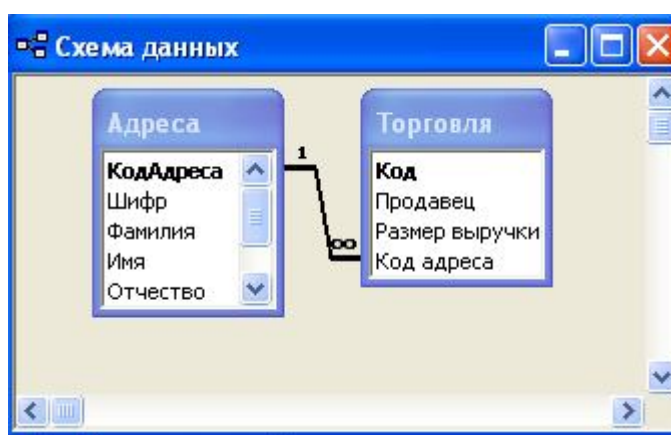 Схема данных
Адреса
КодАдреса
Шифр
Фамилия
Имя
Отчество
1
∞
Торговля
Код
Продавец
Размер выручки
Код адреса